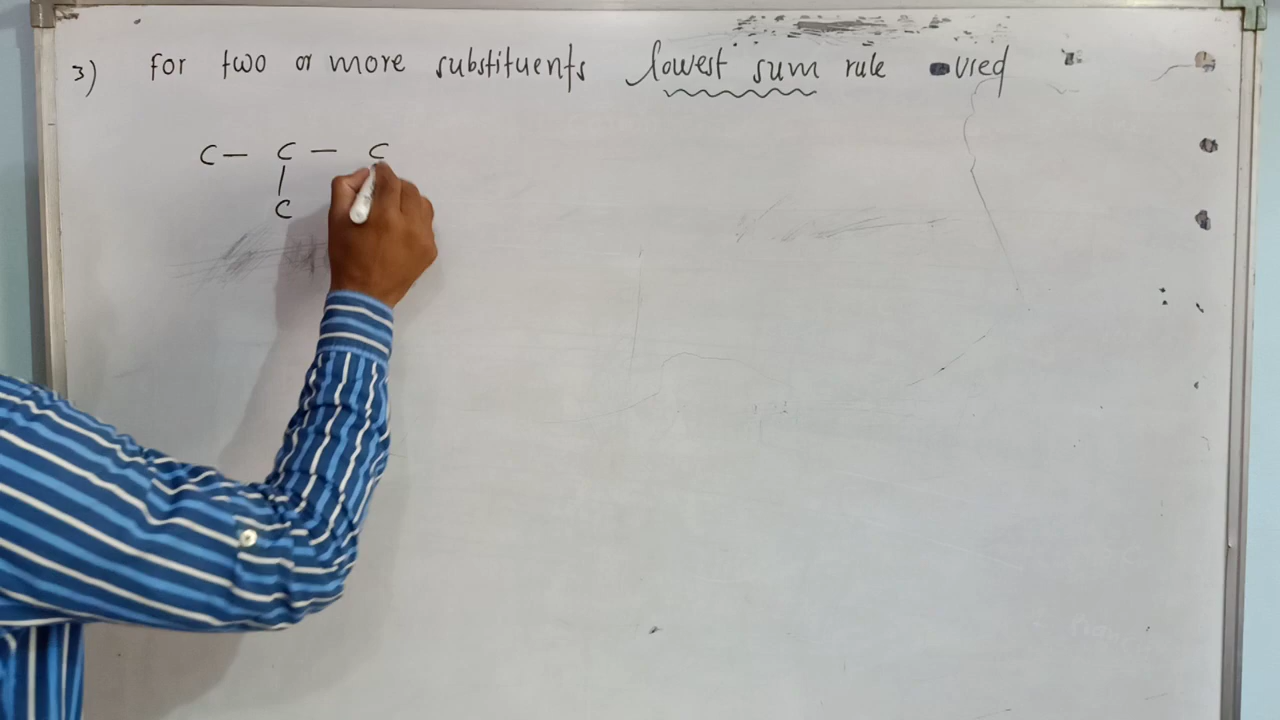 3) for two or more substituents lowest sum rule used
C — C — C
|
C